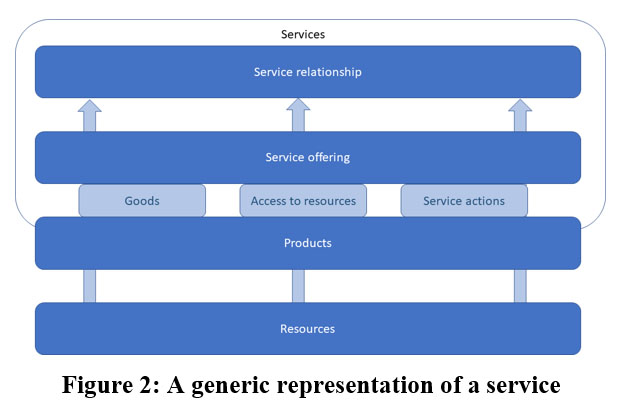 Services
Service relationship
Service offering
Goods
Access to resources
Service actions
Products
Resources
Figure 2: A generic representation of a service